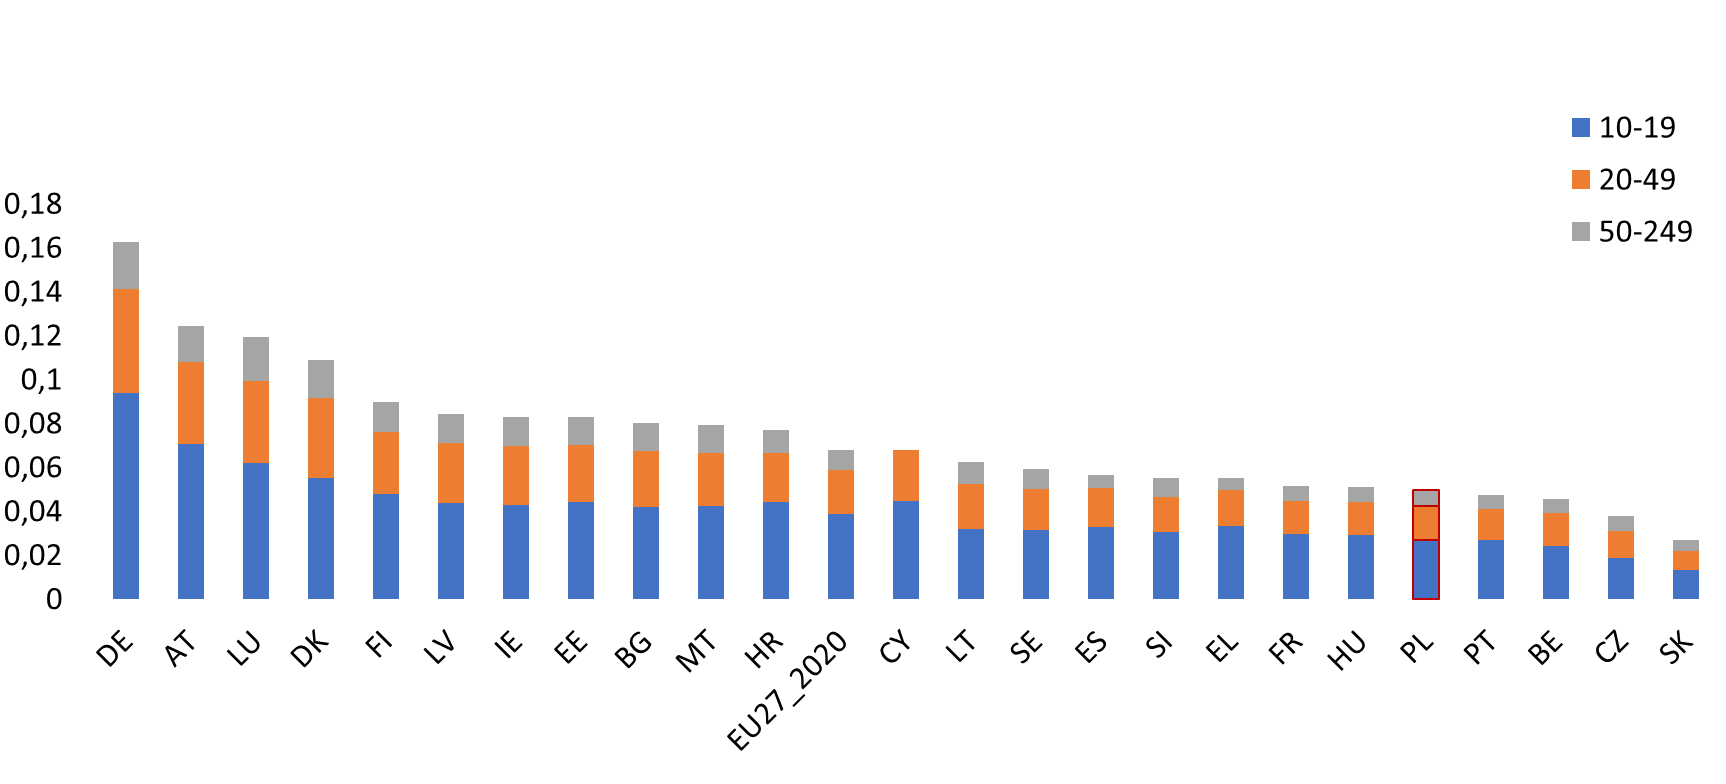 10-19
20-49
50-249
0,18
0,16
0,14
0,12
0,1
0,08
0,06
0,04
0,02
0
DE
AT
LU
DK
FI
LV
IE
EE
BG
MT
HR
EU27_2020
CY
LT
SE
ES
SI
EL
FR
HU
PL
PT
BE
CZ
SK